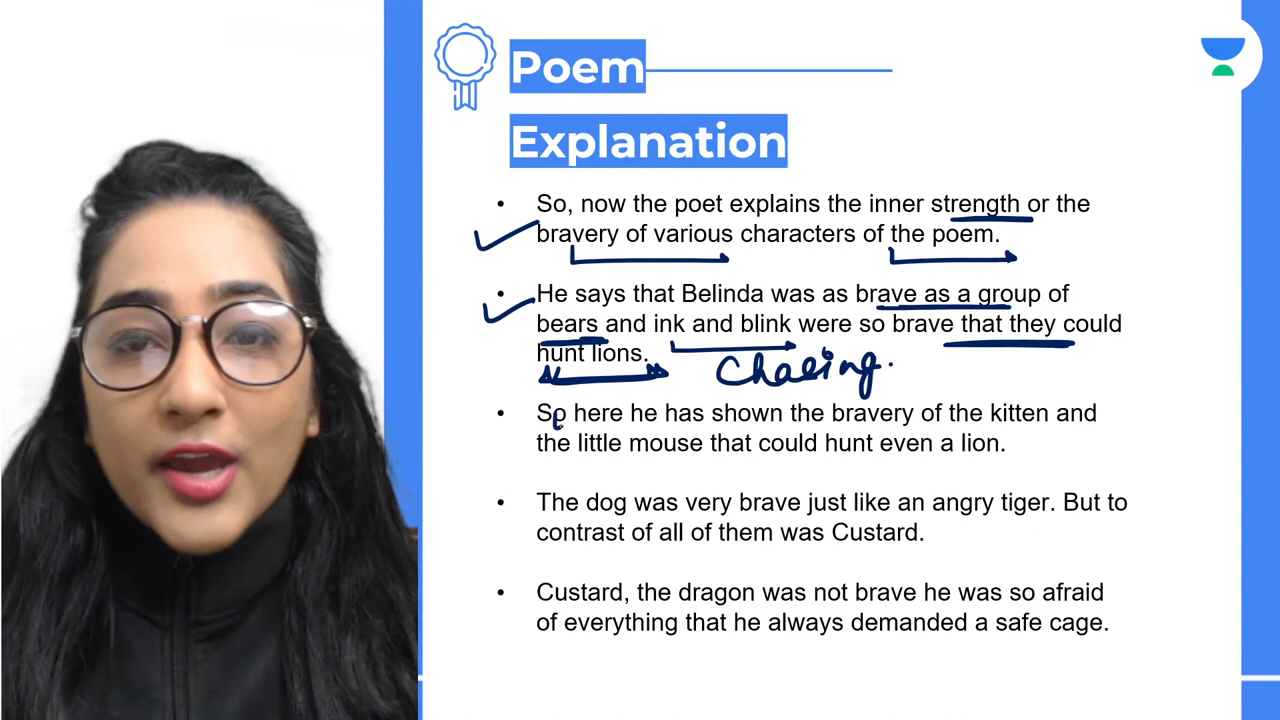 Poem
Explanation
• So, now the poet explains the inner strength or the
bravery of various characters of the poem.
• He says that Belinda was as brave as a group of
bears and ink and blink were so brave that they could
hunt lions.
Chasing.
• So here he has shown the bravery of the kitten and
the little mouse that could hunt even a lion.
• The dog was very brave just like an angry tiger. But to
contrast of all of them was Custard.
• Custard, the dragon was not brave he was so afraid
of everything that he always demanded a safe cage.